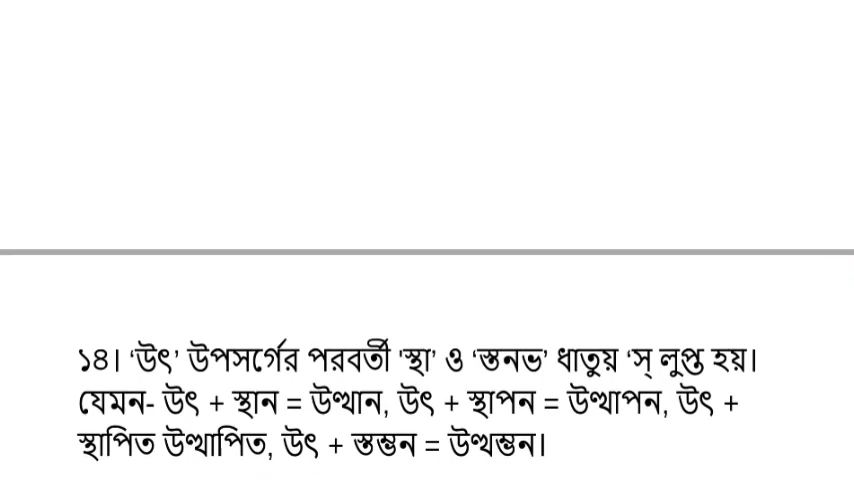 ১৪। ‘উৎ’ উপসর্গের পরবর্তী 'স্থা’ ও ‘স্তনভ’ ধাতুয় ‘স্ লুপ্ত হয়।
যেমন- উৎ + স্থান = উত্থান, উৎ + স্থাপন = উত্থাপন, উৎ +
স্থাপিত উত্থাপিত, উৎ + স্তম্ভন = উত্থম্ভন।